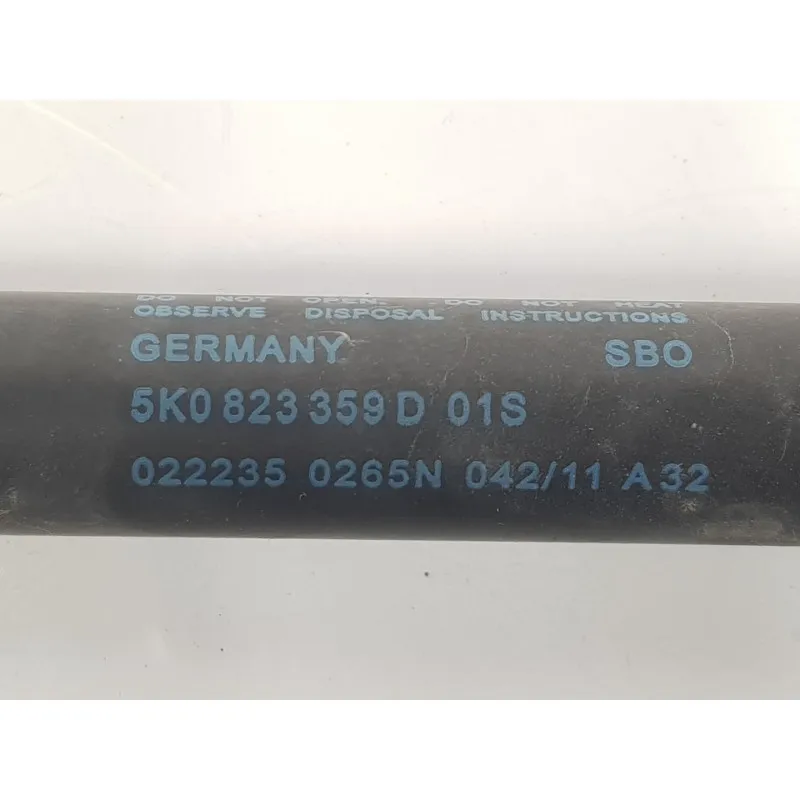 DO NOT OPEN. DO NOT HEAT
OBSERVE DISPOSAL INSTRUCTIONS
GERMANY SBO
5K0 823 359 D 01S
022235 0265N 042/11 A 32